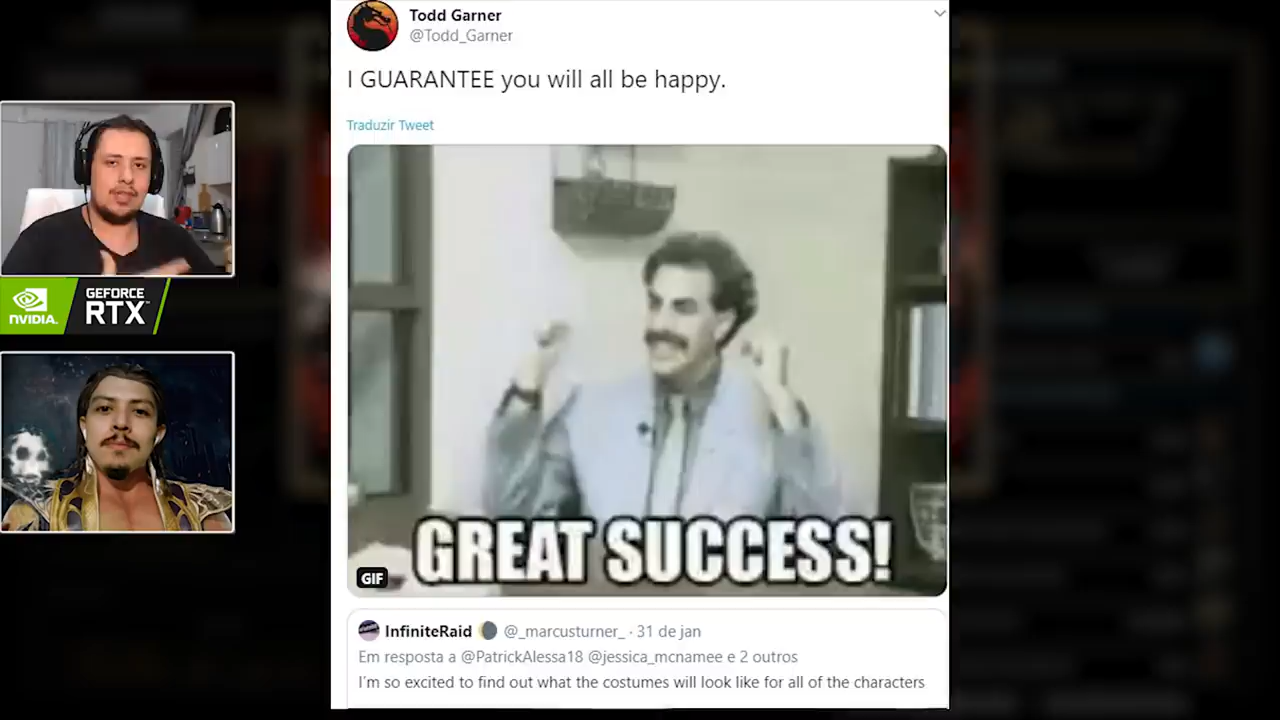 Todd Garner
@Todd_Garner
I GUARANTEE you will all be happy.
Traduzir Tweet
GREAT SUCCESS!
GIF
InfiniteRaid @_marcusturner_ · 31 de jan
Em resposta a @PatrickAlessa18 @jessica_mcnamee e 2 outros
I'm so excited to find out what the costumes will look like for all of the characters
NVIDIA.
GEFORCE
RTX™